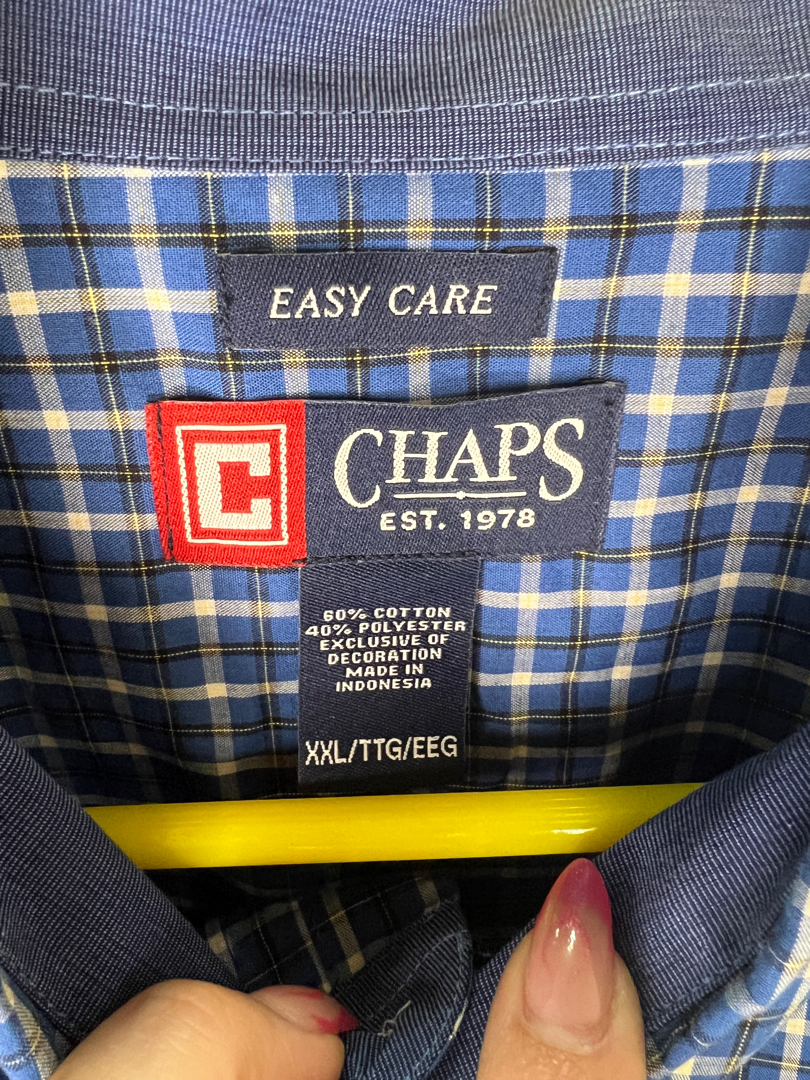 EASY CARE
C
CHAPS
EST. 1978
60% COTTON
40% POLYESTER
EXCLUSIVE OF
DECORATION
MADE IN
INDONESIA
XXL/TTG/EEG